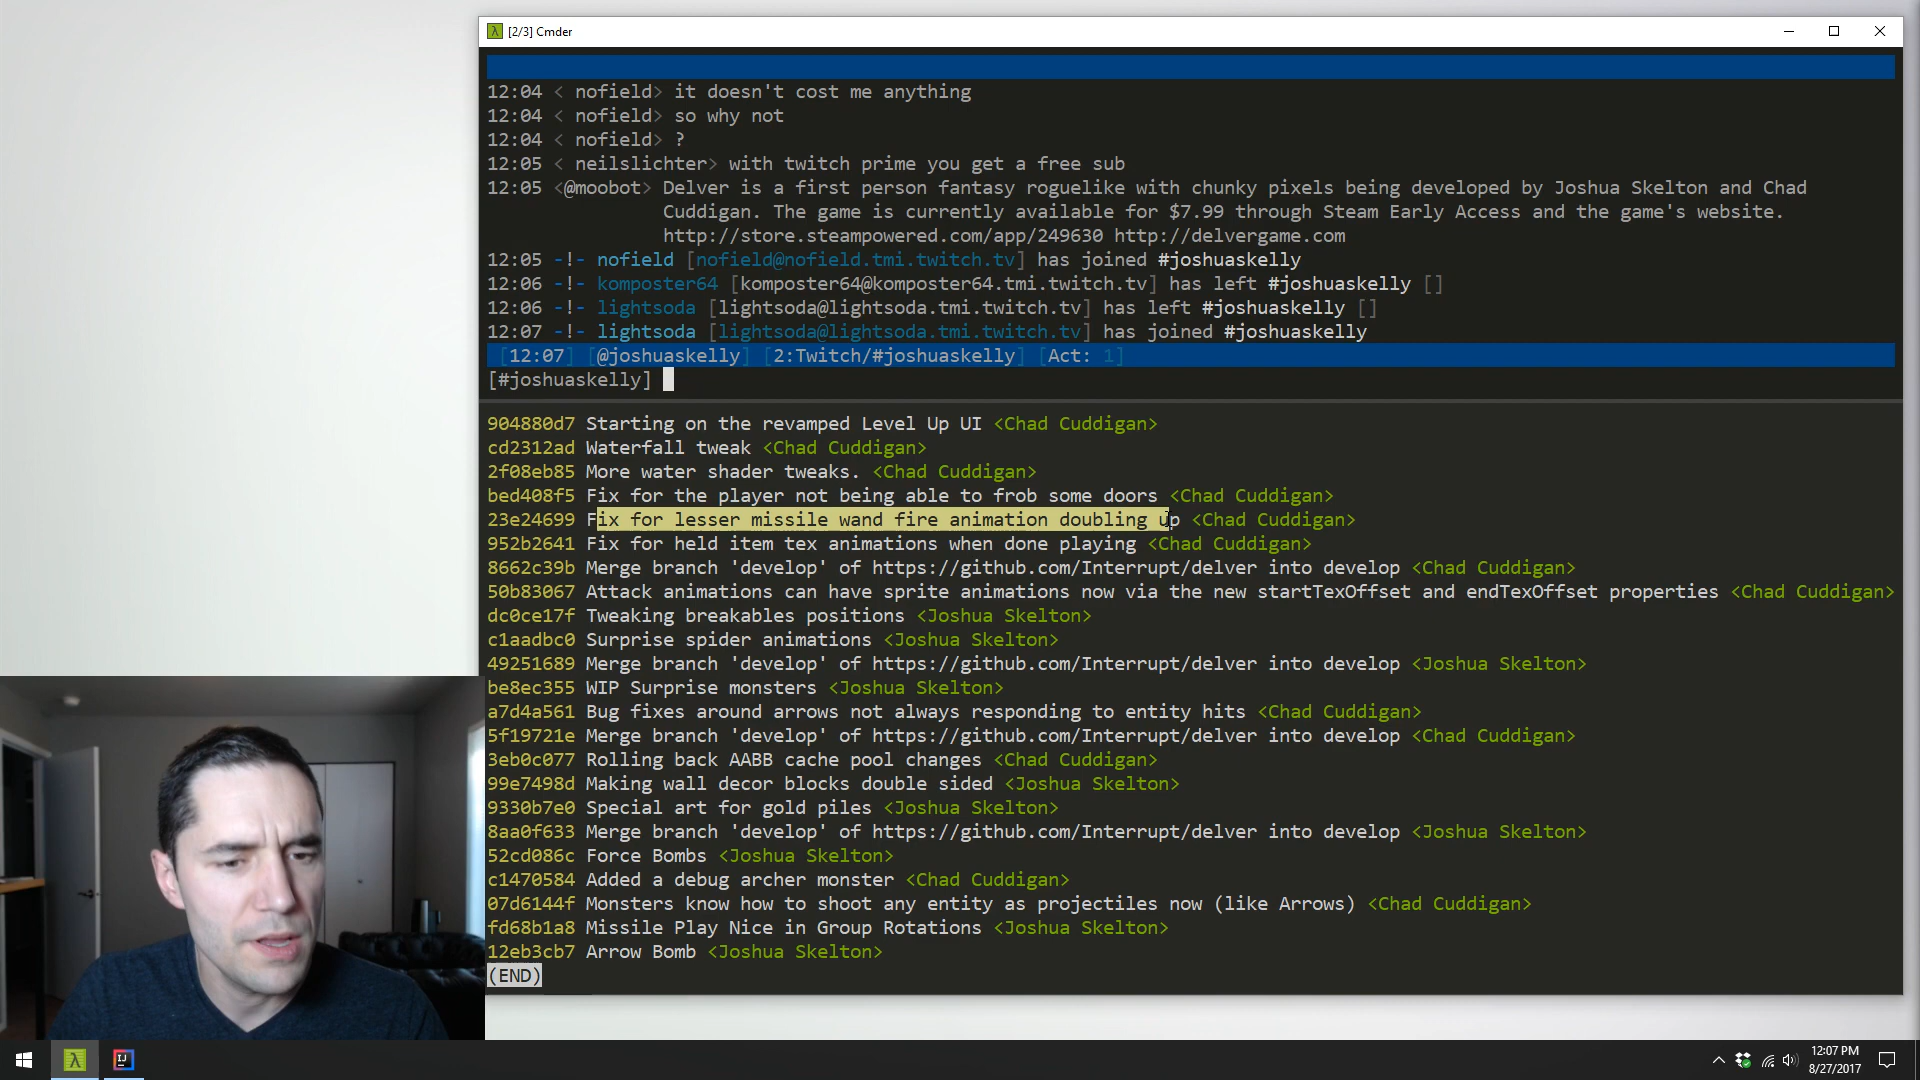 [2/3] Cmder
12:04 < nofield> it doesn't cost me anything
12:04 < nofield> so why not
12:04 < nofield> ?
12:05 < neilslichter> with twitch prime you get a free sub
12:05 <@moobot> Delver is a first person fantasy roguelike with chunky pixels being developed by Joshua Skelton and Chad
Cuddigan. The game is currently available for $7.99 through Steam Early Access and the game's website.
http://store.steampowered.com/app/249630 http://delvergame.com
12:05 -!- nofield [nofield@nofield.tmi.twitch.tv] has joined #joshuaskelly
12:06 -!- komposter64 [komposter64@komposter64.tmi.twitch.tv] has left #joshuaskelly []
12:06 -!- lightsoda [lightsoda@lightsoda.tmi.twitch.tv] has left #joshuaskelly []
12:07 -!- lightsoda [lightsoda@lightsoda.tmi.twitch.tv] has joined #joshuaskelly
[12:07] [@joshuaskelly] [2:Twitch/#joshuaskelly] [Act: 1]
[#joshuaskelly]
904880d7 Starting on the revamped Level Up UI <Chad Cuddigan>
cd2312ad Waterfall tweak <Chad Cuddigan>
2f08eb85 More water shader tweaks. <Chad Cuddigan>
bed408f5 Fix for the player not being able to frob some doors <Chad Cuddigan>
23e24699 Fix for lesser missile wand fire animation doubling up <Chad Cuddigan>
952b2641 Fix for held item tex animations when done playing <Chad Cuddigan>
8662c39b Merge branch 'develop' of https://github.com/Interrupt/delver into develop <Chad Cuddigan>
50b83067 Attack animations can have sprite animations now via the new startTexOffset and endTexOffset properties <Chad Cuddigan>
dc0ce17f Tweaking breakables positions <Joshua Skelton>
c1aadbc0 Surprise spider animations <Joshua Skelton>
49251689 Merge branch 'develop' of https://github.com/Interrupt/delver into develop <Joshua Skelton>
be8ec355 WIP Surprise monsters <Joshua Skelton>
a7d4a561 Bug fixes around arrows not always responding to entity hits <Chad Cuddigan>
5f19721e Merge branch 'develop' of https://github.com/Interrupt/delver into develop <Chad Cuddigan>
3eb0c077 Rolling back AABB cache pool changes <Chad Cuddigan>
99e7498d Making wall decor blocks double sided <Joshua Skelton>
9330b7e0 Special art for gold piles <Joshua Skelton>
8aa0f633 Merge branch 'develop' of https://github.com/Interrupt/delver into develop <Joshua Skelton>
52cd086c Force Bombs <Joshua Skelton>
c1470584 Added a debug archer monster <Chad Cuddigan>
07d6144f Monsters know how to shoot any entity as projectiles now (like Arrows) <Chad Cuddigan>
fd68b1a8 Missile Play Nice in Group Rotations <Joshua Skelton>
12eb3cb7 Arrow Bomb <Joshua Skelton>
(END)
IJ
12:07 PM
8/27/2017